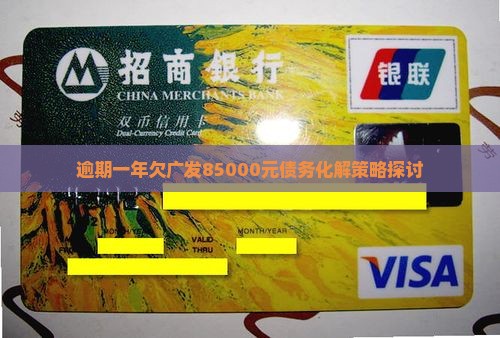 招商银行
CHINA MERCHANTS BANK
双币信用卡
Dual-Currency Credit Card
银联
逾期一年欠广发85000元债务化解策略探讨
MONTH/YEAR
VALID
THRU
MONTH/YEAR
VISA